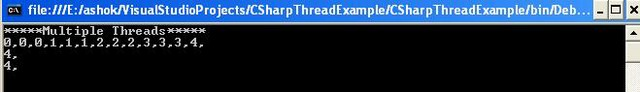 file:///E:/ashok/VisualStudioProjects/CSharpThreadExample/CSharpThreadExample/bin/Deb...
*****Multiple Threads*****
0,0,0,1,1,1,2,2,2,3,3,3,4,
4,
4,